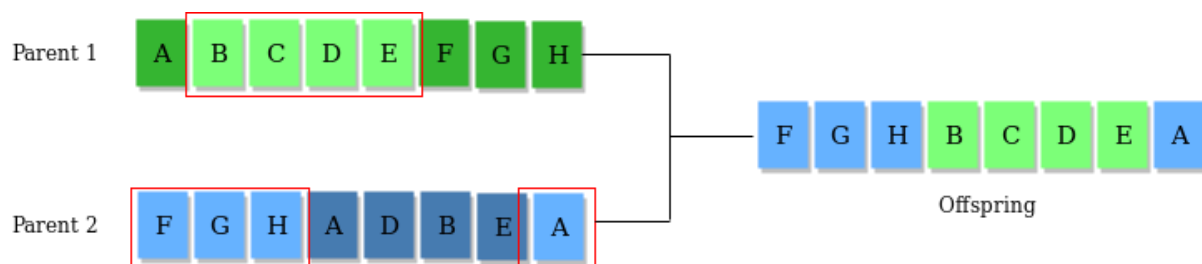 Parent 1 A B C D E F G H
F G H B C D E A
Offspring
Parent 2 F G H A D B E A